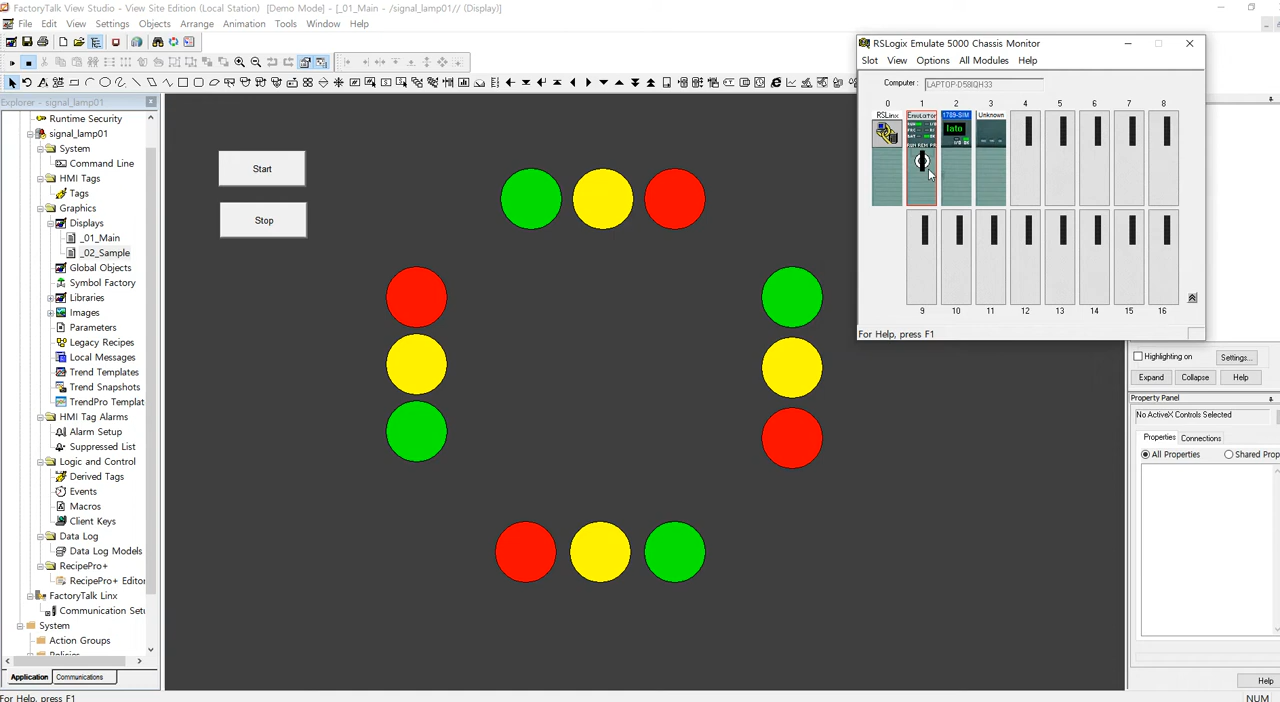 FactoryTalk View Studio - View Site Edition (Local Station)   [Demo Mode] - [_01_Main - /signal_lamp01// (Display)]
File Edit View Settings Objects Arrange Animation Tools Window Help
Explorer - signal_lamp01
Runtime Security
signal_lamp01
System
Command Line
HMI Tags
Tags
Graphics
Displays
_01_Main
_02_Sample
Global Objects
Symbol Factory
Libraries
Images
Parameters
Legacy Recipes
Local Messages
Trend Templates
Trend Snapshots
TrendPro Templat
HMI Tag Alarms
Alarm Setup
Suppressed List
Logic and Control
Derived Tags
Events
Macros
Client Keys
Data Log
Data Log Models
RecipePro+
RecipePro+ Editor
FactoryTalk Linx
Communication Setu
System
Action Groups
Application Communications
For Help, press F1
Start
Stop
RSLogix Emulate 5000 Chassis Monitor
Slot View Options All Modules Help
Computer : LAPTOP-D59IQH33
0 1 2 3 4 5 6 7 8
RSLinx Emulator 1789-SIM Unknown
9 10 11 12 13 14 15 16
For Help, press F1
Highlighting on Settings...
Expand Collapse Help
Property Panel
No ActiveX Controls Selected
Properties Connections
All Properties Shared Prop
Help
NUM